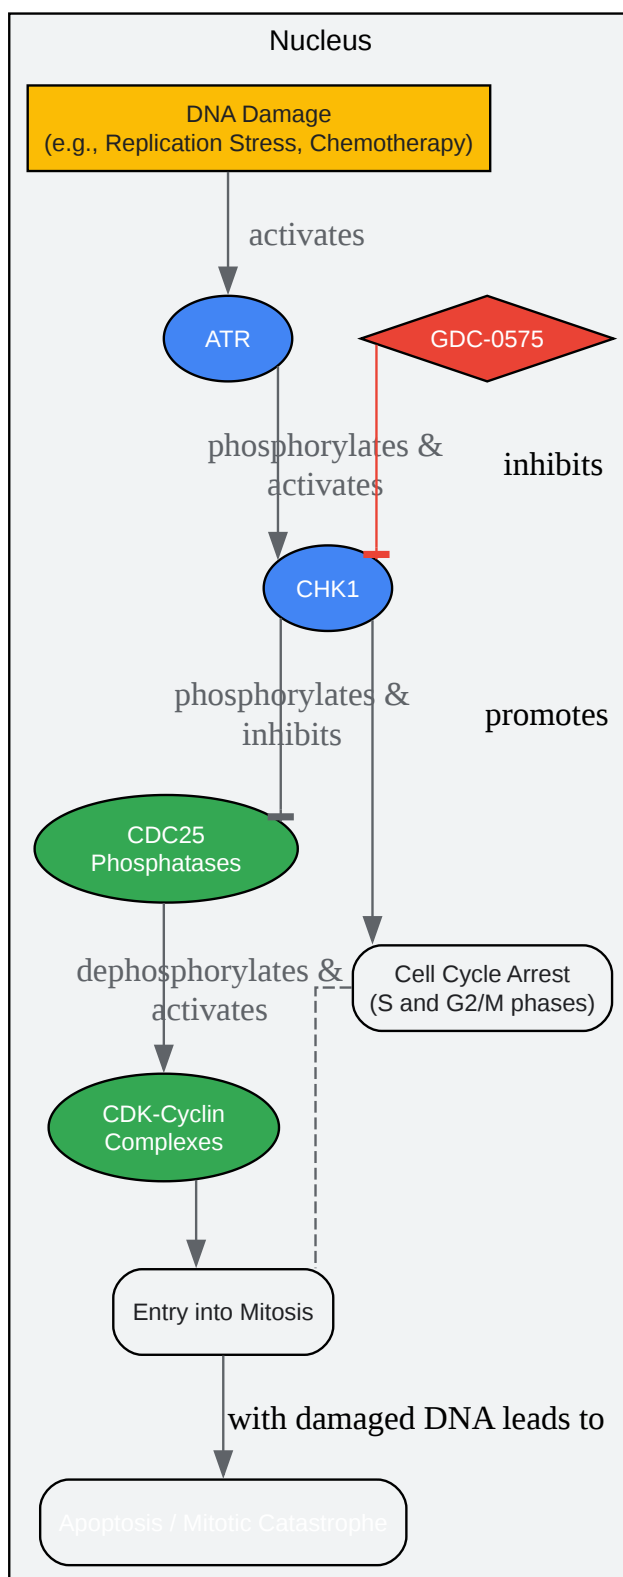 Nucleus
DNA Damage
(e.g., Replication Stress, Chemotherapy)
activates
ATR
GDC-0575
phosphorylates &
activates
inhibits
CHK1
phosphorylates &
inhibits
promotes
CDC25
Phosphatases
dephosphorylates &
activates
Cell Cycle Arrest
(S and G2/M phases)
CDK-Cyclin
Complexes
Entry into Mitosis
with damaged DNA leads to
Apoptosis / Mitotic Catastrophe